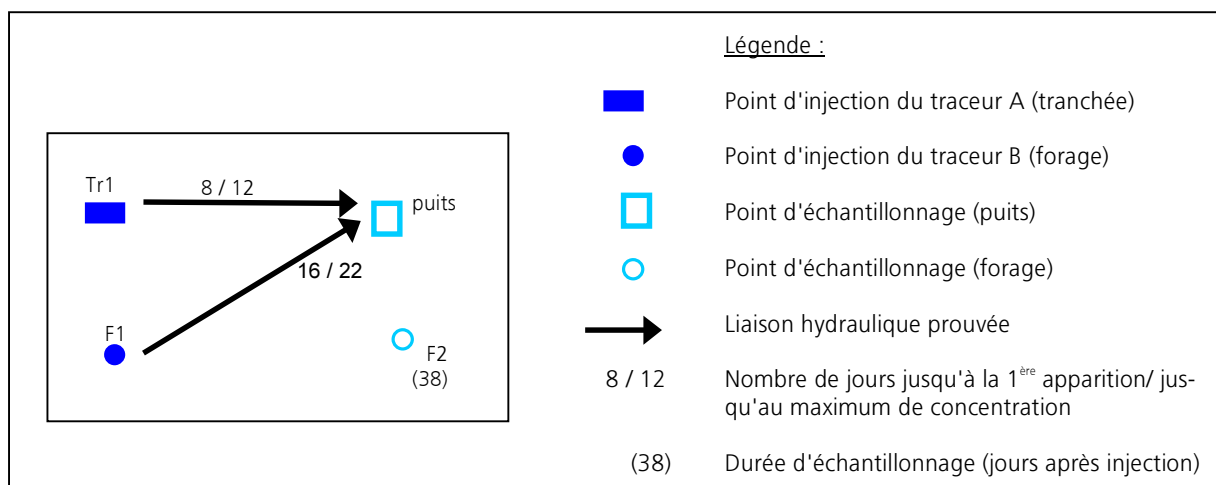 Légende :
Point d'injection du traceur A (tranchée)
Point d'injection du traceur B (forage)
Point d'échantillonnage (puits)
Point d'échantillonnage (forage)
Liaison hydraulique prouvée
8 / 12 Nombre de jours jusqu'à la 1ère apparition/ jus-
qu'au maximum de concentration
(38) Durée d'échantillonnage (jours après injection)
Tr1
8 / 12
puits
16 / 22
F1
F2
(38)